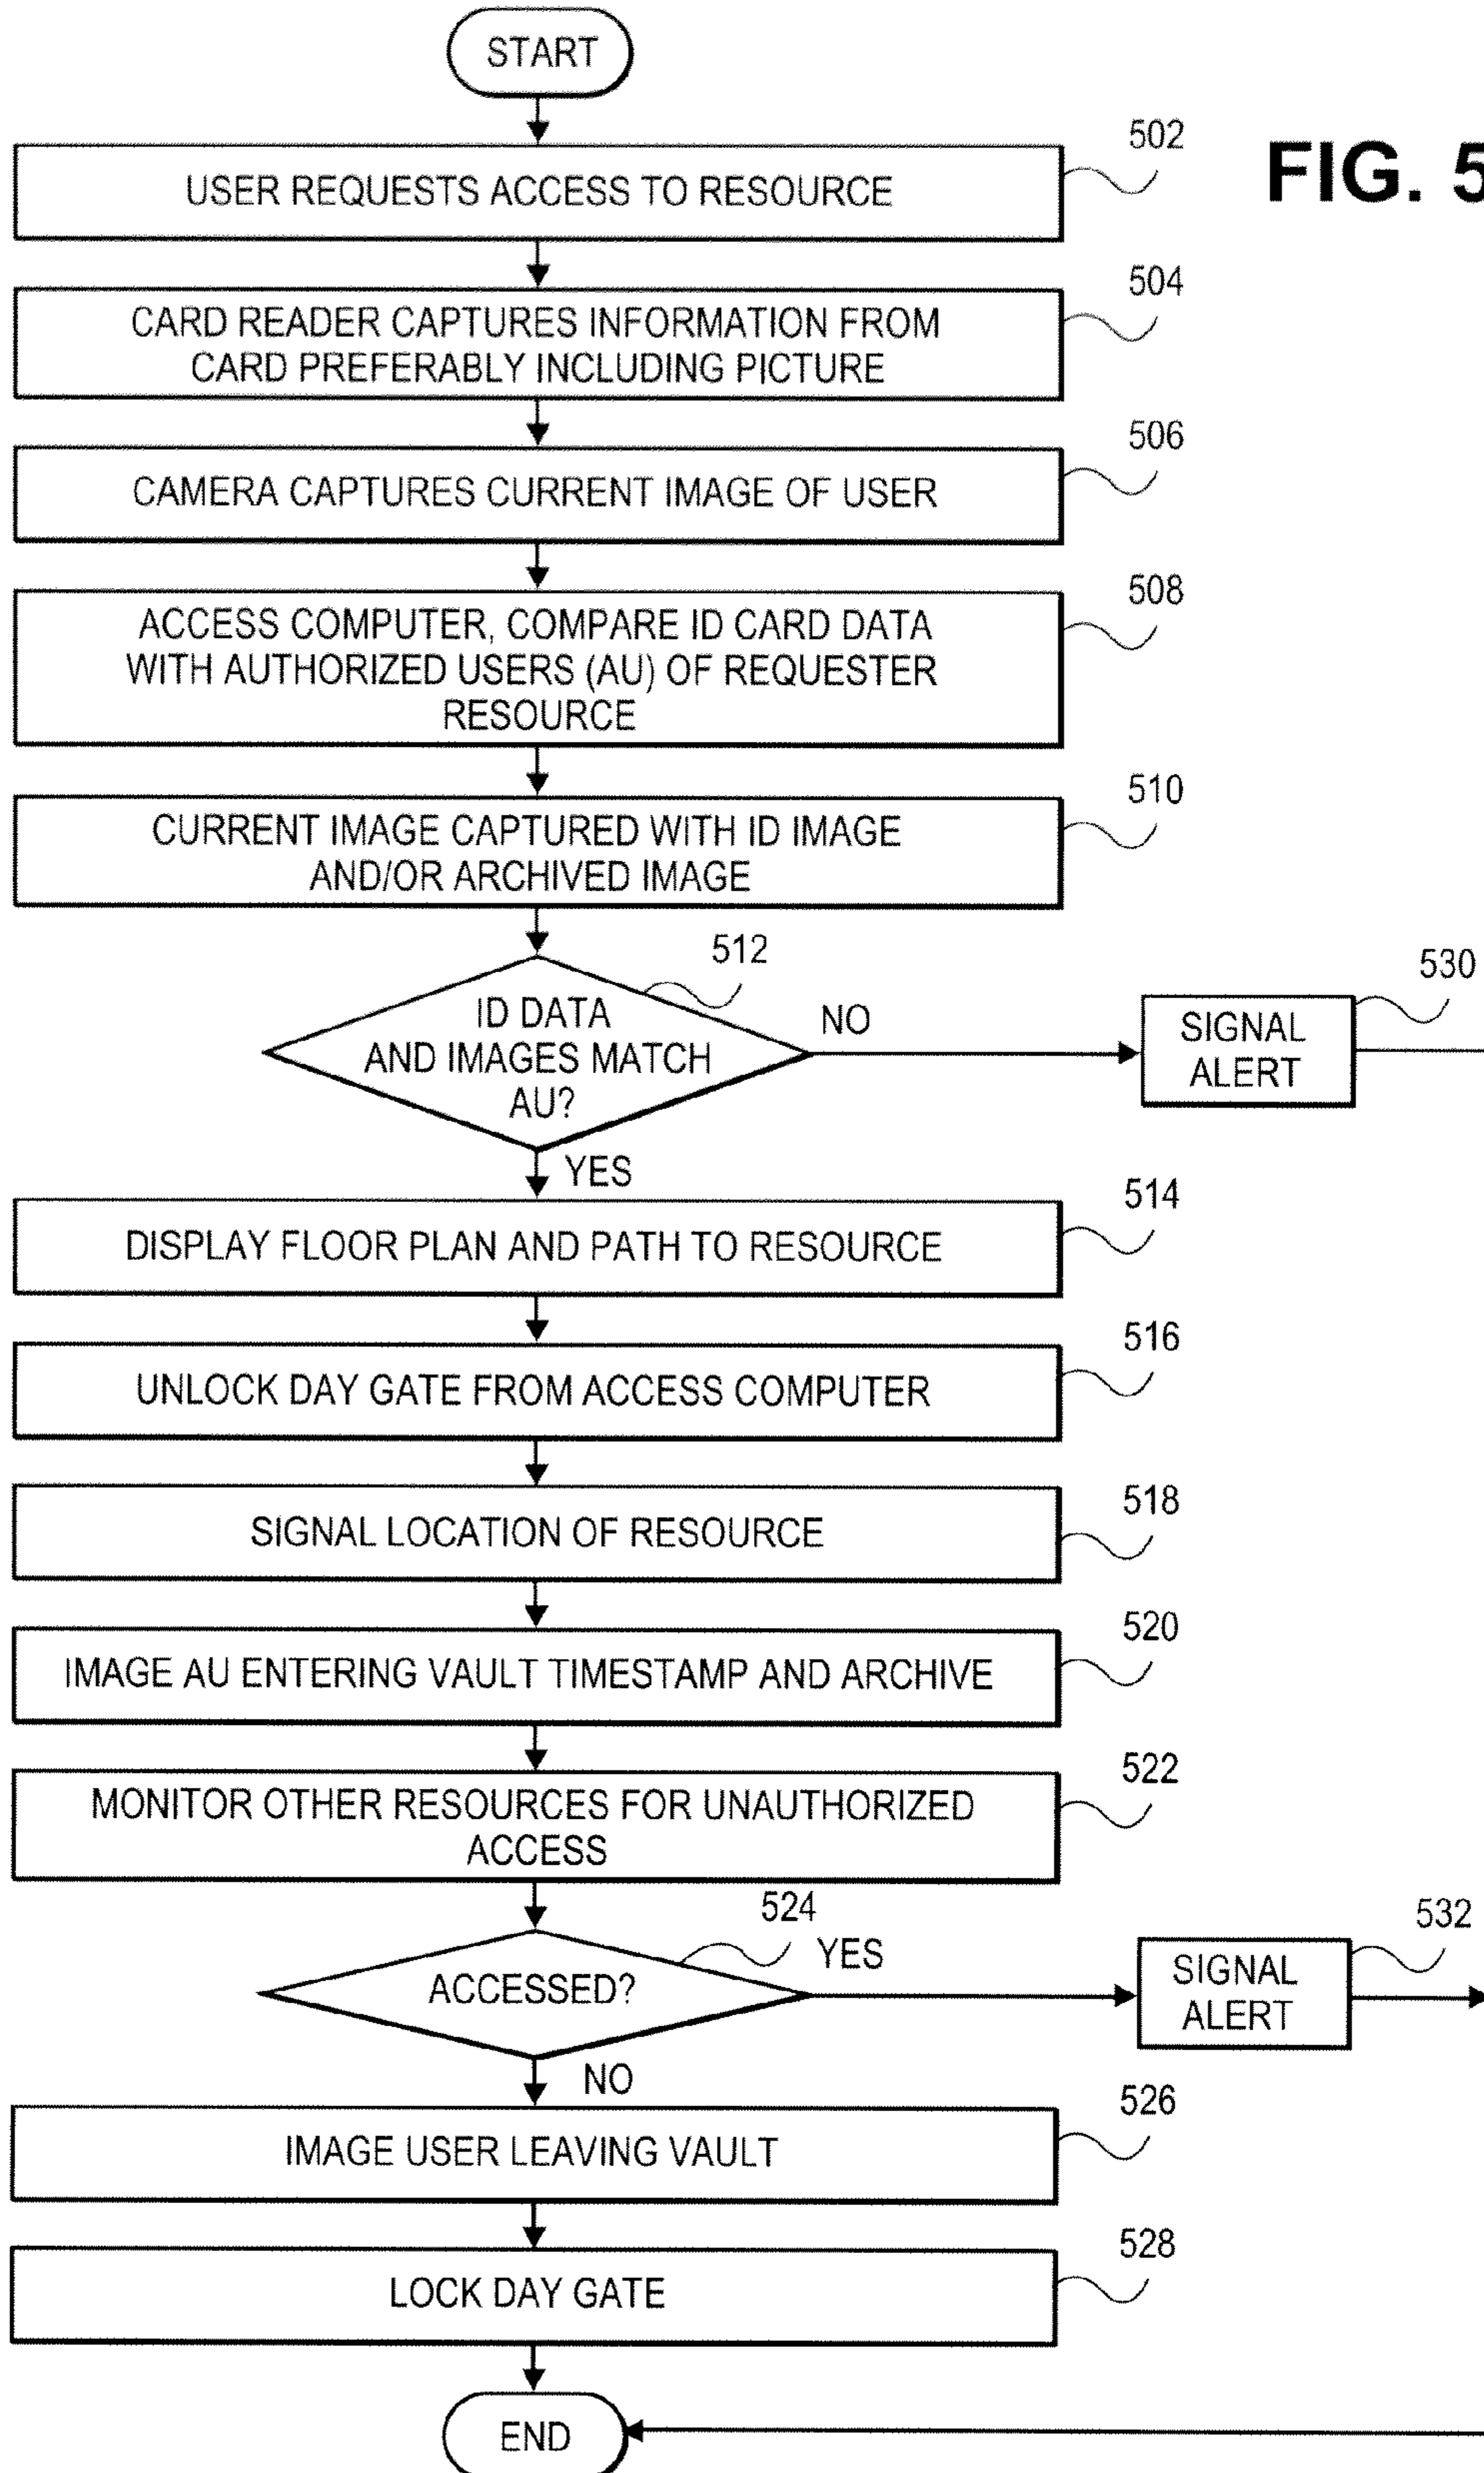 START
502
FIG. 5
USER REQUESTS ACCESS TO RESOURCE
504
CARD READER CAPTURES INFORMATION FROM
CARD PREFERABLY INCLUDING PICTURE
506
CAMERA CAPTURES CURRENT IMAGE OF USER
508
ACCESS COMPUTER, COMPARE ID CARD DATA
WITH AUTHORIZED USERS (AU) OF REQUESTER
RESOURCE
510
CURRENT IMAGE CAPTURED WITH ID IMAGE
AND/OR ARCHIVED IMAGE
512
ID DATA
AND IMAGES MATCH
AU?
NO
530
SIGNAL
ALERT
YES
514
DISPLAY FLOOR PLAN AND PATH TO RESOURCE
516
UNLOCK DAY GATE FROM ACCESS COMPUTER
518
SIGNAL LOCATION OF RESOURCE
520
IMAGE AU ENTERING VAULT TIMESTAMP AND ARCHIVE
522
MONITOR OTHER RESOURCES FOR UNAUTHORIZED
ACCESS
524
ACCESSED?
YES
532
SIGNAL
ALERT
NO
526
IMAGE USER LEAVING VAULT
528
LOCK DAY GATE
END